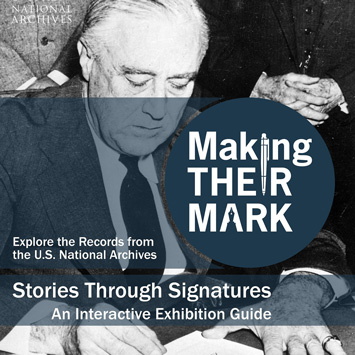 NATIONAL
ARCHIVES
Making
THEIR
MARK
Explore the Records from
the U.S. National Archives
Stories Through Signatures
An Interactive Exhibition Guide